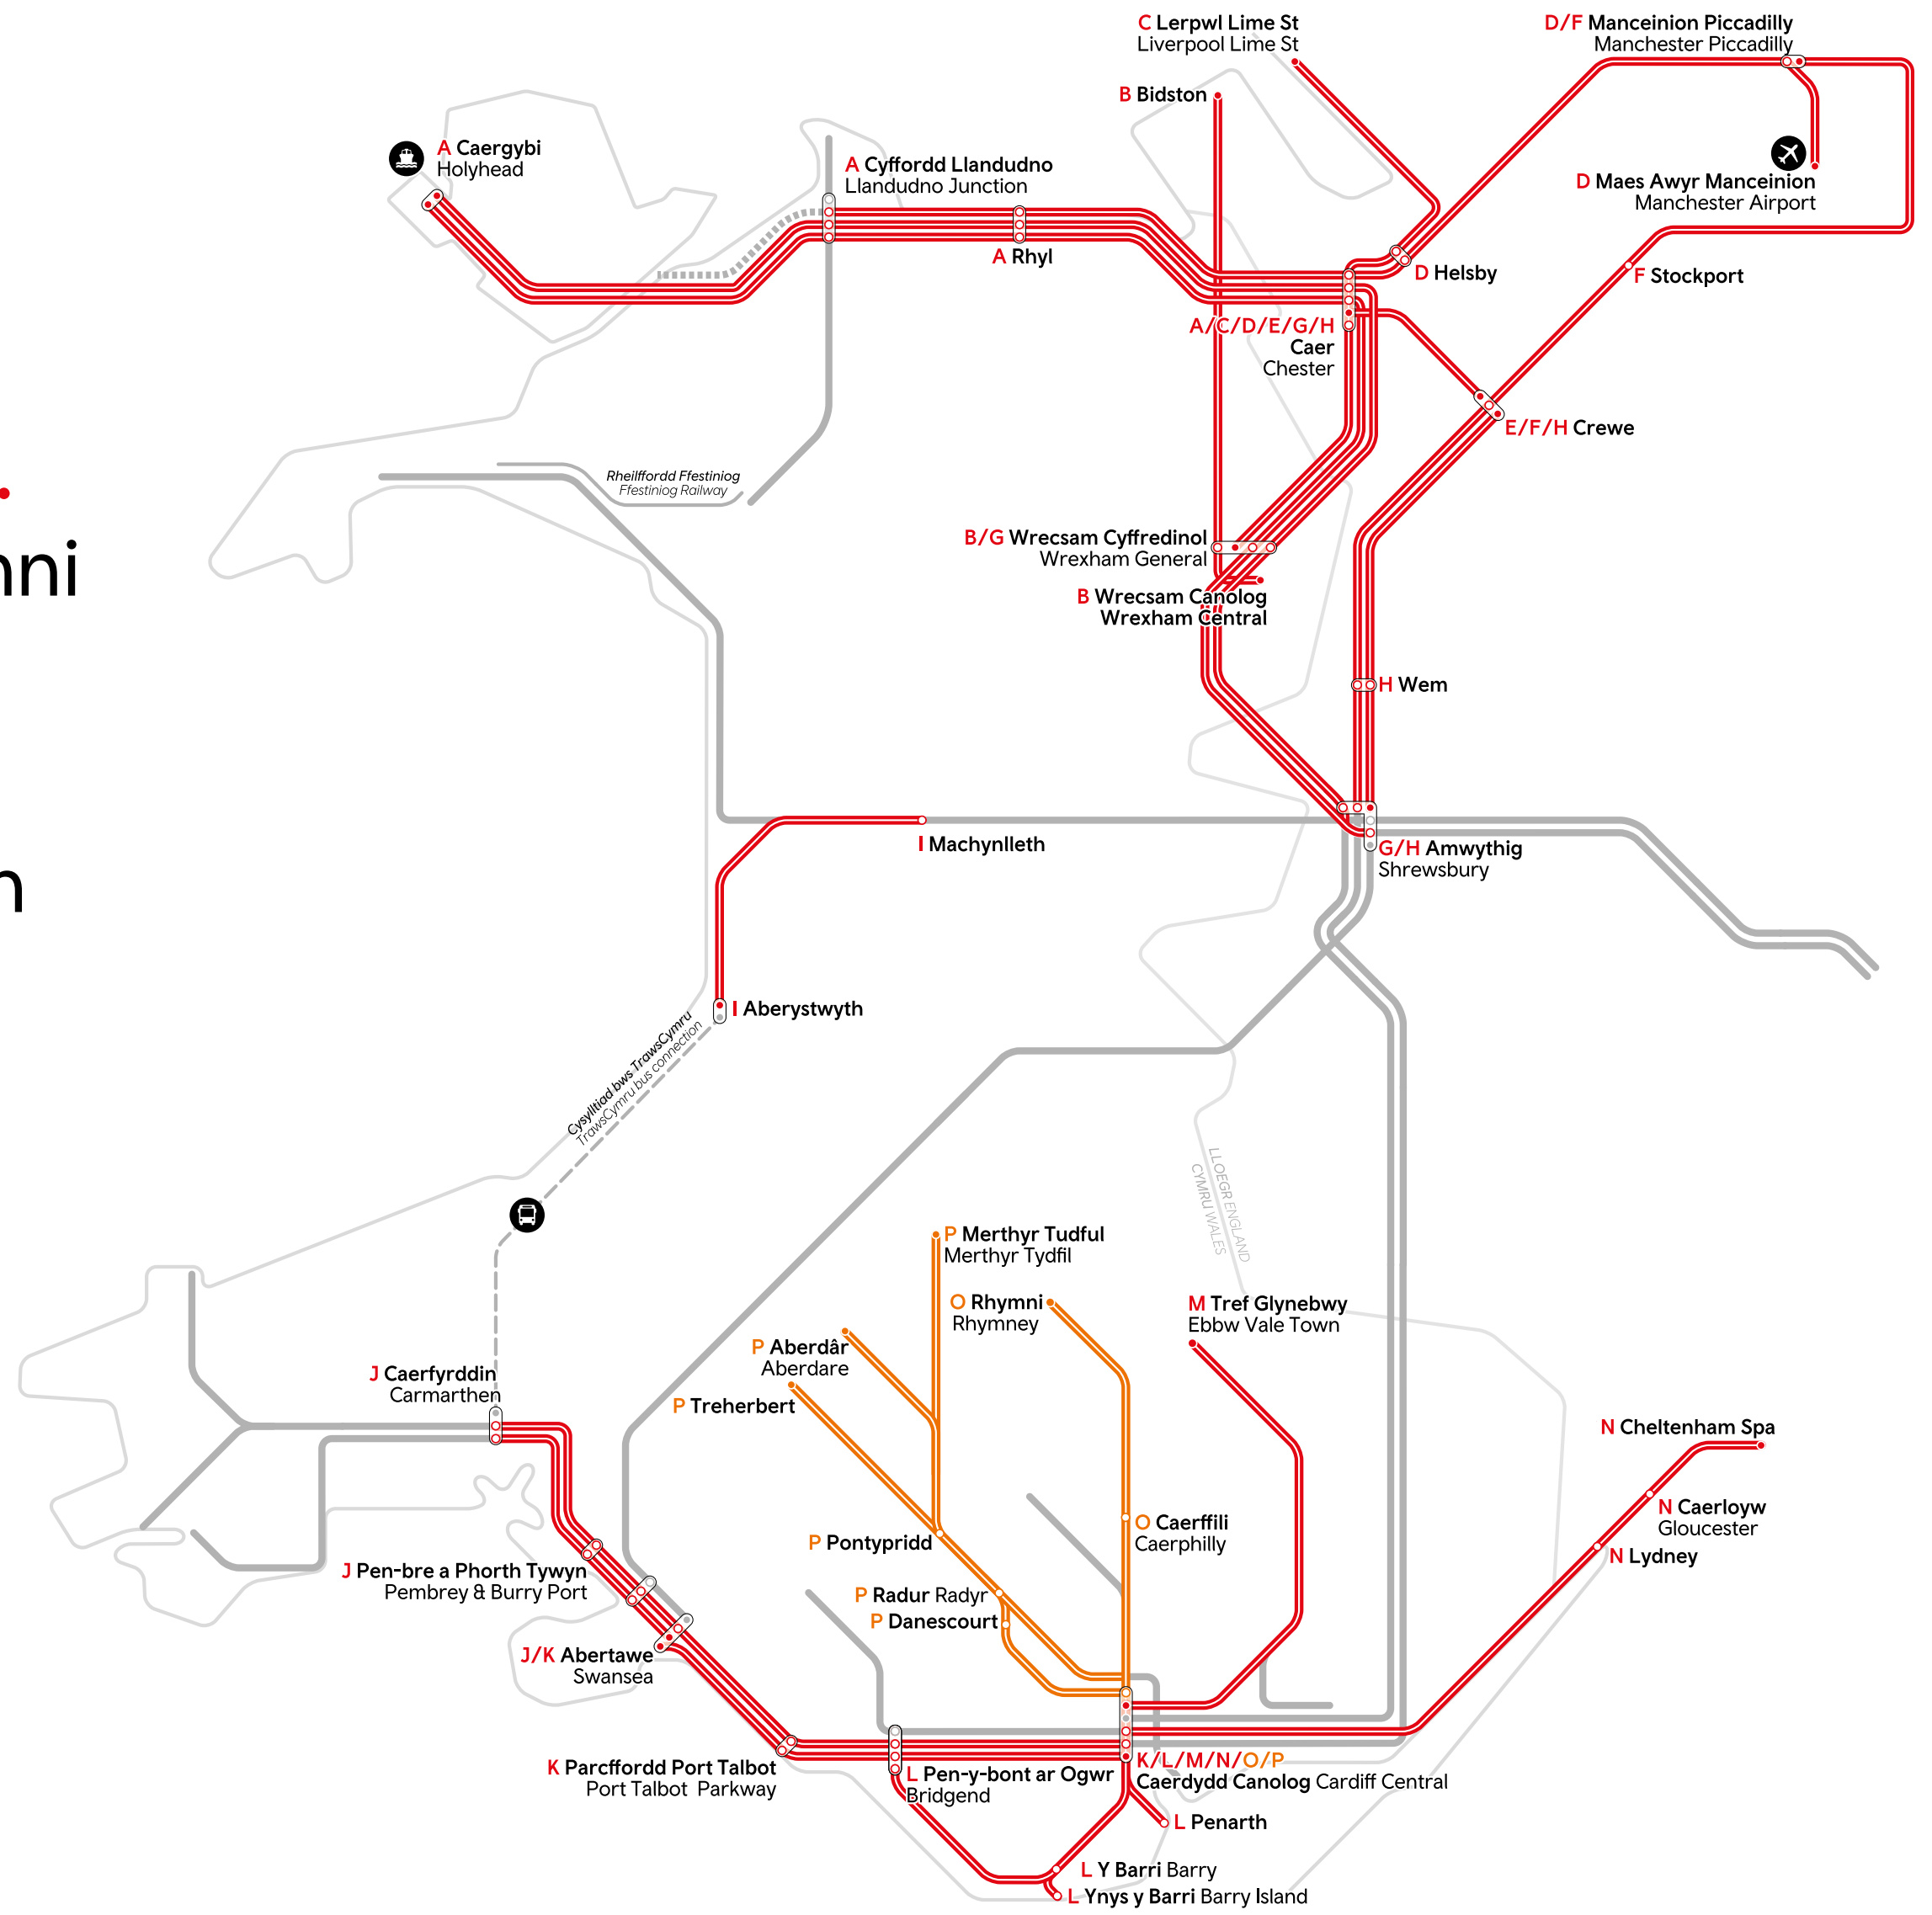 C Lerpwl Lime St
Liverpool Lime St
D/F Manceinion Piccadilly
Manchester Piccadilly
B Bidston
A Caergybi
Holyhead
A Cyffordd Llandudno
Llandudno Junction
D Maes Awyr Manceinion
Manchester Airport
A Rhyl
D Helsby
F Stockport
A/C/D/E/G/H
Caer
Chester
E/F/H Crewe
Rheilffordd Ffestiniog
Ffestiniog Railway
nni
B/G Wrecsam Cyffredinol
Wrexham General
B Wrecsam Canolog
Wrexham Central
H Wem
I Machynlleth
G/H Amwythig
Shrewsbury
n
I Aberystwyth
Cysylltiad bws TrawsCymru
TrawsCymru bus connection
LLOEGR ENGLAND
CYMRU WALES
P Merthyr Tudful
Merthyr Tydfil
O Rhymni
Rhymney
M Tref Glynebwy
Ebbw Vale Town
P Aberdâr
Aberdare
J Caerfyrddin
Carmarthen
P Treherbert
N Cheltenham Spa
N Caerloyw
Gloucester
O Caerffili
Caerphilly
P Pontypridd
N Lydney
J Pen-bre a Phorth Tywyn
Pembrey & Burry Port
P Radur Radyr
P Danescourt
J/K Abertawe
Swansea
K Parcffordd Port Talbot
Port Talbot Parkway
L Pen-y-bont ar Ogwr
Bridgend
K/L/M/N/O/P
Caerdydd Canolog Cardiff Central
L Penarth
L Y Barri Barry
L Ynys y Barri Barry Island